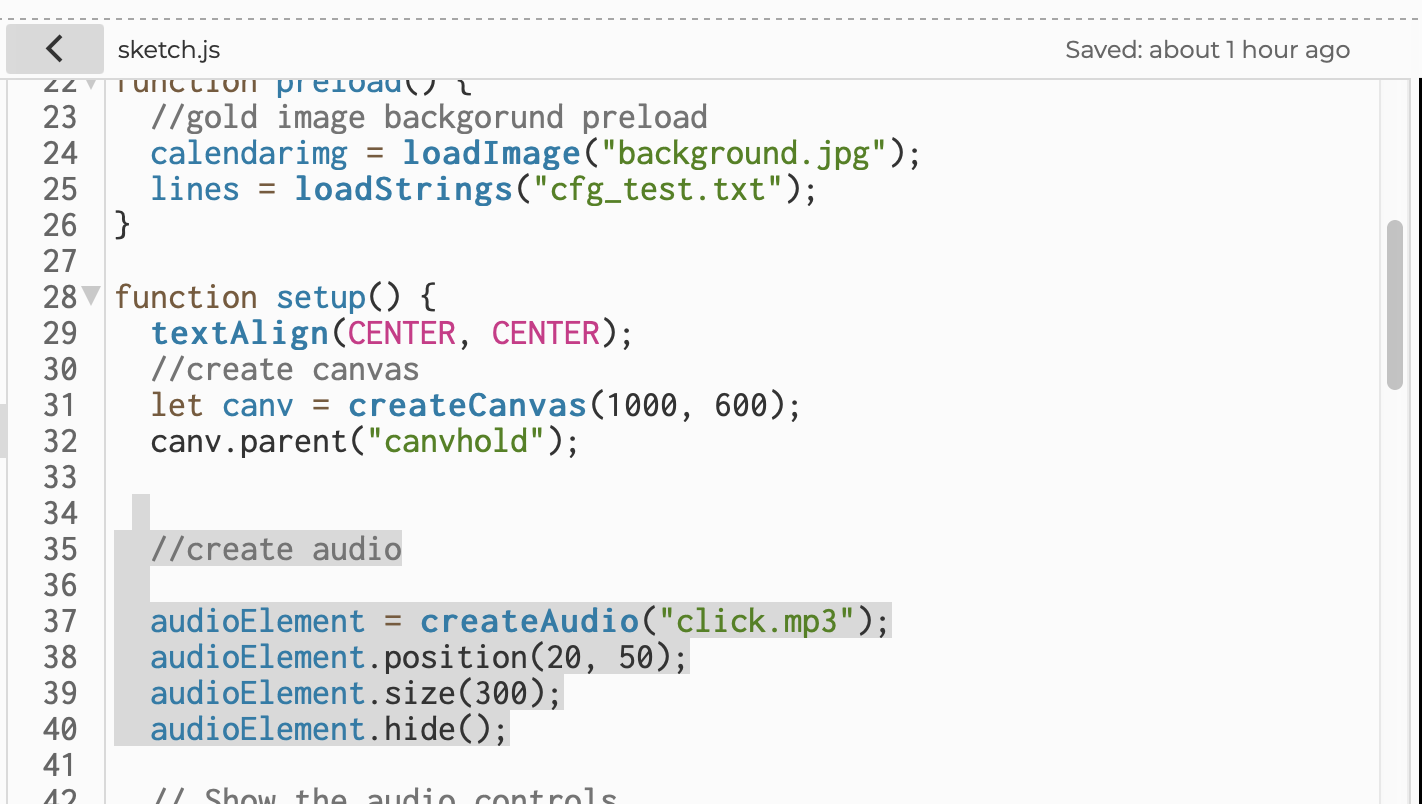 sketch.js
Saved: about 1 hour ago
22 function preload() {
23 //gold image backgorund preload
24 calendarimg = loadImage("background.jpg");
25 lines = loadStrings("cfg_test.txt");
26 }
27
28 function setup() {
29 textAlign(CENTER, CENTER);
30 //create canvas
31 let canv = createCanvas(1000, 600);
32 canv.parent("canvhold");
33
34
35 //create audio
36
37 audioElement = createAudio("click.mp3");
38 audioElement.position(20, 50);
39 audioElement.size(300);
40 audioElement.hide();
41
42 // Show the audio controls